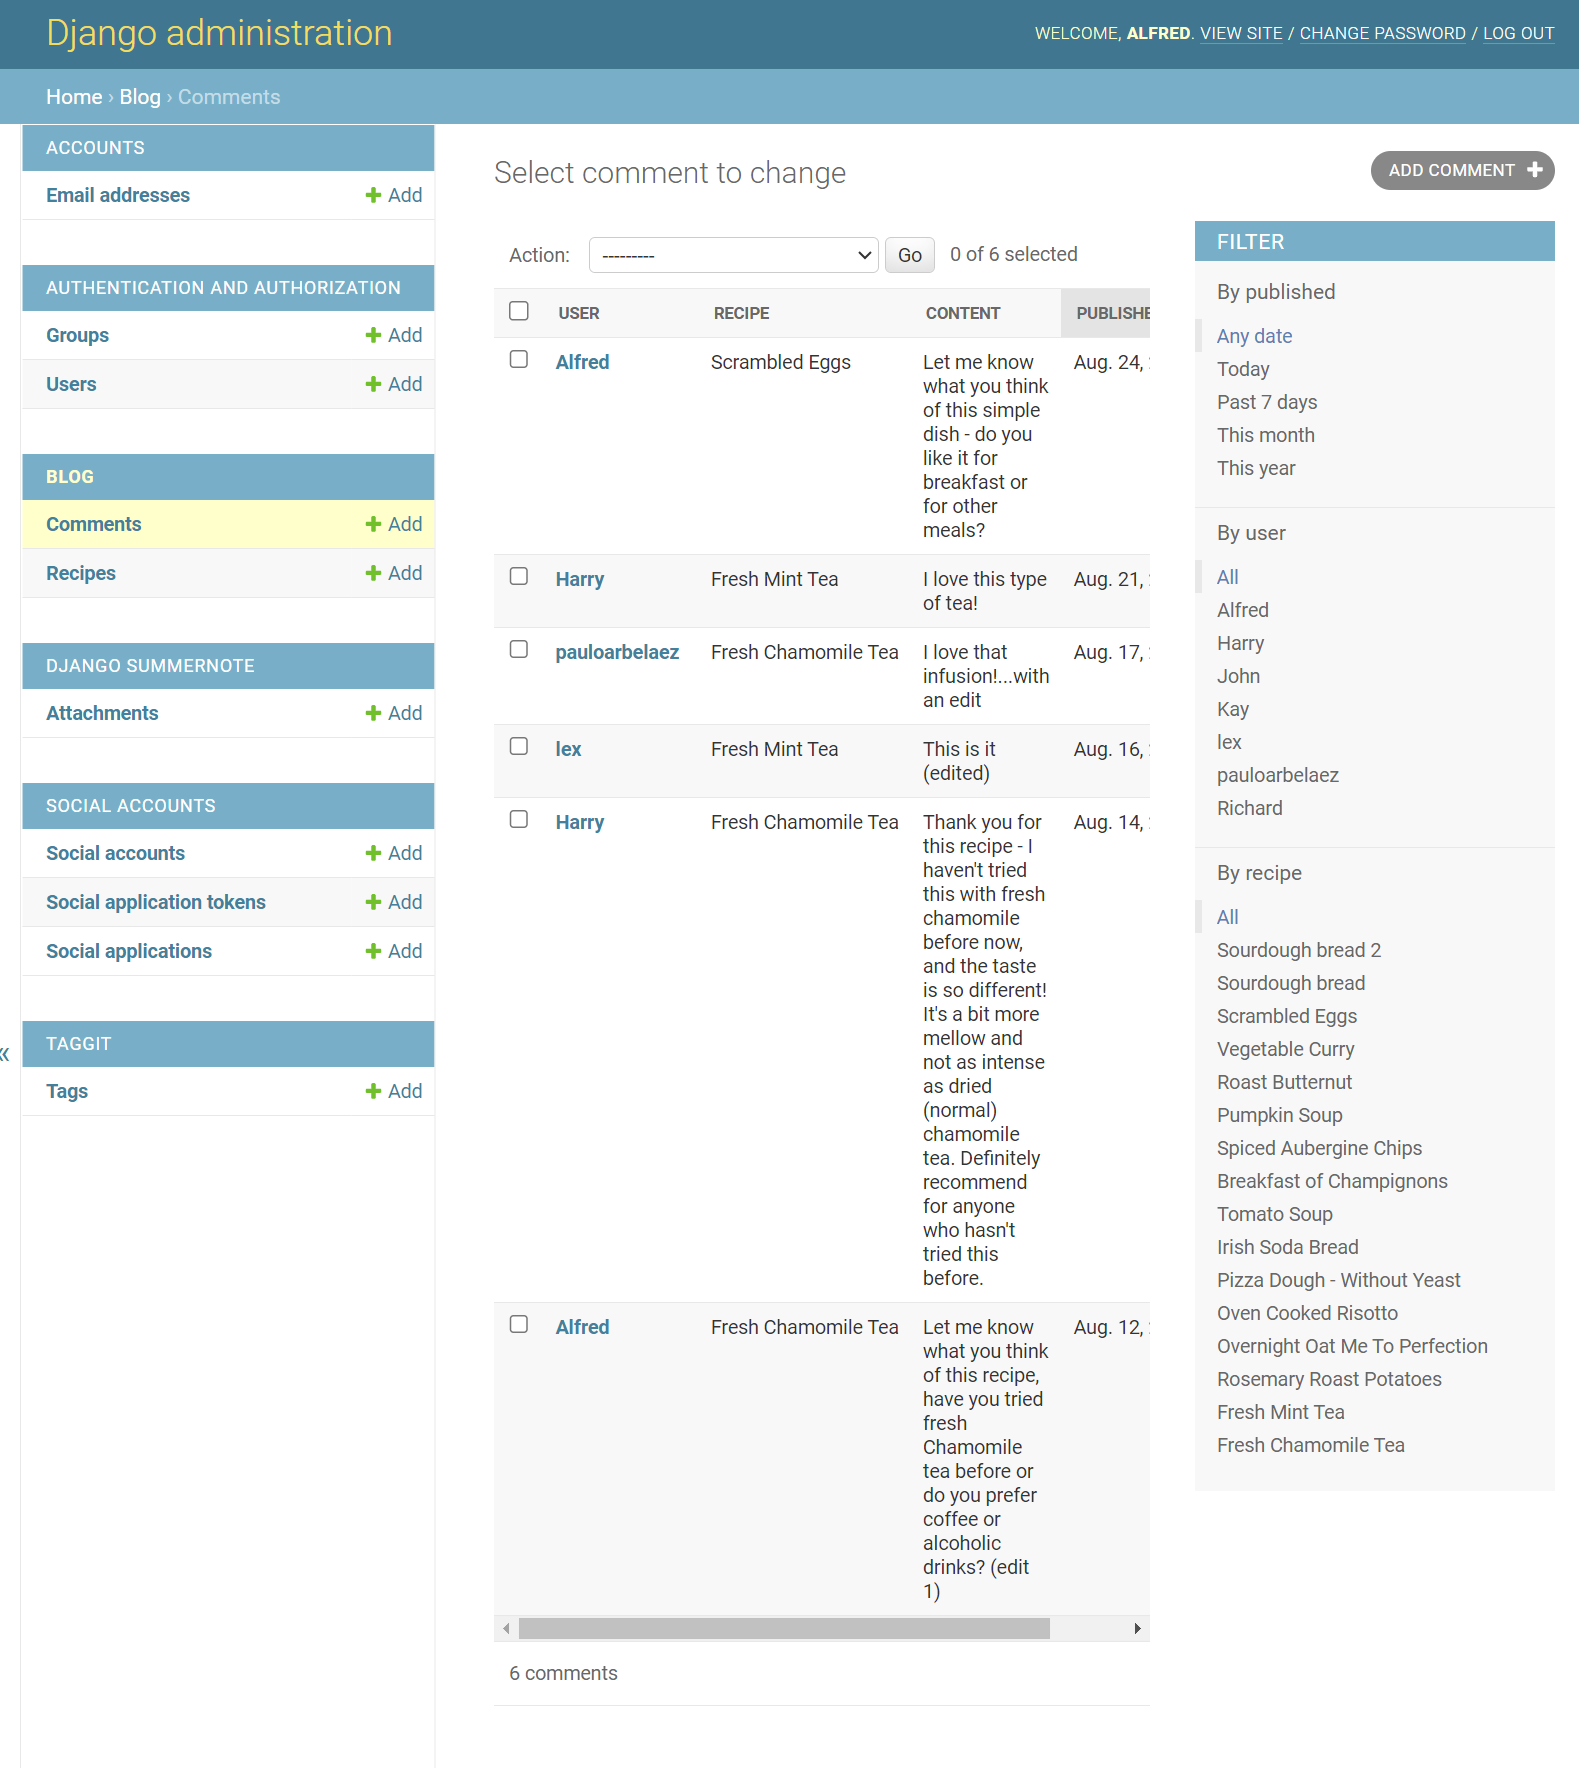 Django administration
WELCOME, ALFRED. VIEW SITE / CHANGE PASSWORD / LOG OUT
Home › Blog › Comments
ACCOUNTS
Email addresses Add
AUTHENTICATION AND AUTHORIZATION
Groups Add
Users Add
BLOG
Comments Add
Recipes Add
DJANGO SUMMERNOTE
Attachments Add
SOCIAL ACCOUNTS
Social accounts Add
Social application tokens Add
Social applications Add
TAGGIT
Tags Add
«
Select comment to change
ADD COMMENT
Action: --------- Go 0 of 6 selected
USER RECIPE CONTENT PUBLISHE
Alfred Scrambled Eggs Let me know Aug. 24,
what you think
of this simple
dish - do you
like it for
breakfast or
for other
meals?
Harry Fresh Mint Tea I love this type Aug. 21,
of tea!
pauloarbelaez Fresh Chamomile Tea I love that Aug. 17,
infusion!...with
an edit
lex Fresh Mint Tea This is it Aug. 16,
(edited)
Harry Fresh Chamomile Tea Thank you for Aug. 14,
this recipe - I
haven't tried
this with fresh
chamomile
before now,
and the taste
is so different!
It's a bit more
mellow and
not as intense
as dried
(normal)
chamomile
tea. Definitely
recommend
for anyone
who hasn't
tried this
before.
Alfred Fresh Chamomile Tea Let me know Aug. 12,
what you think
of this recipe,
have you tried
fresh
Chamomile
tea before or
do you prefer
coffee or
alcoholic
drinks? (edit
1)
6 comments
FILTER
By published
Any date
Today
Past 7 days
This month
This year
By user
All
Alfred
Harry
John
Kay
lex
pauloarbelaez
Richard
By recipe
All
Sourdough bread 2
Sourdough bread
Scrambled Eggs
Vegetable Curry
Roast Butternut
Pumpkin Soup
Spiced Aubergine Chips
Breakfast of Champignons
Tomato Soup
Irish Soda Bread
Pizza Dough - Without Yeast
Oven Cooked Risotto
Overnight Oat Me To Perfection
Rosemary Roast Potatoes
Fresh Mint Tea
Fresh Chamomile Tea